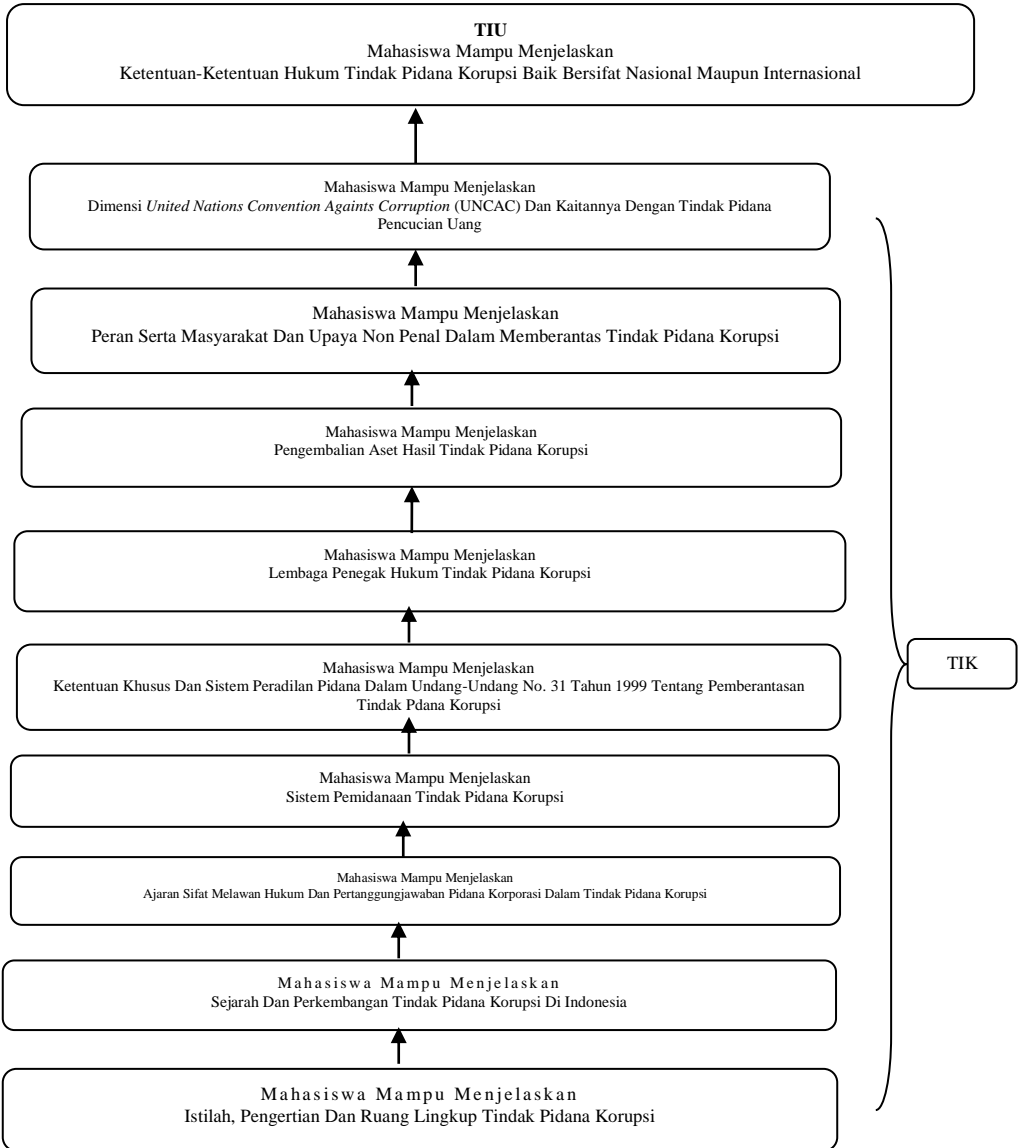 TIU
Mahasiswa Mampu Menjelaskan
Ketentuan-Ketentuan Hukum Tindak Pidana Korupsi Baik Bersifat Nasional Maupun Internasional
Mahasiswa Mampu Menjelaskan
Dimensi United Nations Convention Againts Corruption (UNCAC) Dan Kaitannya Dengan Tindak Pidana
Pencucian Uang
Mahasiswa Mampu Menjelaskan
Peran Serta Masyarakat Dan Upaya Non Penal Dalam Memberantas Tindak Pidana Korupsi
Mahasiswa Mampu Menjelaskan
Pengembalian Aset Hasil Tindak Pidana Korupsi
Mahasiswa Mampu Menjelaskan
Lembaga Penegak Hukum Tindak Pidana Korupsi
Mahasiswa Mampu Menjelaskan
Ketentuan Khusus Dan Sistem Peradilan Pidana Dalam Undang-Undang No. 31 Tahun 1999 Tentang Pemberantasan
Tindak Pdana Korupsi
TIK
Mahasiswa Mampu Menjelaskan
Sistem Pemidanaan Tindak Pidana Korupsi
Mahasiswa Mampu Menjelaskan
Ajaran Sifat Melawan Hukum Dan Pertanggungjawaban Pidana Korporasi Dalam Tindak Pidana Korupsi
Mahasiswa Mampu Menjelaskan
Sejarah Dan Perkembangan Tindak Pidana Korupsi Di Indonesia
Mahasiswa Mampu Menjelaskan
Istilah, Pengertian Dan Ruang Lingkup Tindak Pidana Korupsi